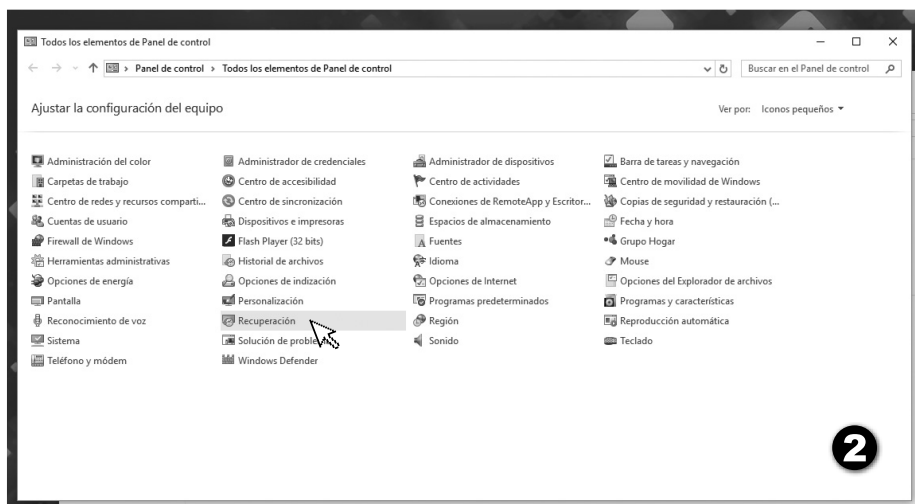 Todos los elementos de Panel de control
Panel de control > Todos los elementos de Panel de control
Buscar en el Panel de control
Ajustar la configuración del equipo
Ver por: Iconos pequeños
Administración del color
Administrador de credenciales
Administrador de dispositivos
Barra de tareas y navegación
Carpetas de trabajo
Centro de accesibilidad
Centro de actividades
Centro de movilidad de Windows
Centro de redes y recursos comparti...
Centro de sincronización
Conexiones de RemoteApp y Escritor...
Copias de seguridad y restauración (...
Cuentas de usuario
Dispositivos e impresoras
Espacios de almacenamiento
Fecha y hora
Firewall de Windows
Flash Player (32 bits)
Fuentes
Grupo Hogar
Herramientas administrativas
Historial de archivos
Idioma
Mouse
Opciones de energía
Opciones de indización
Opciones de Internet
Opciones del Explorador de archivos
Pantalla
Personalización
Programas predeterminados
Programas y características
Reconocimiento de voz
Recuperación
Región
Reproducción automática
Sistema
Solución de
Sonido
Teclado
Teléfono y módem
Windows Defender
2